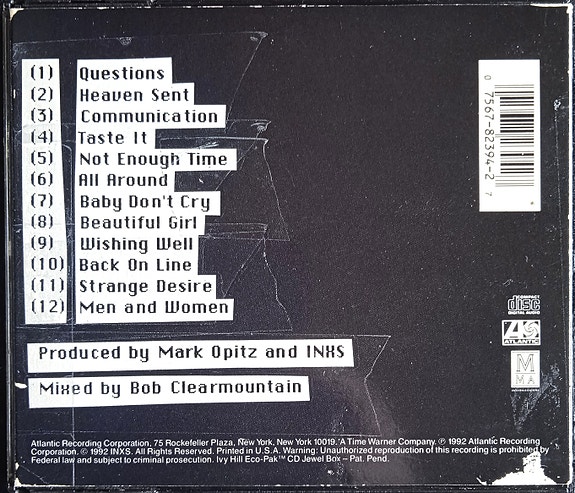 (1) Questions
(2) Heaven Sent
(3) Communication
(4) Taste It
(5) Not Enough Time
(6) All Around
(7) Baby Don't Cry
(8) Beautiful Girl
(9) Wishing Well
(10) Back On Line
(11) Strange Desire
(12) Men and Women
Produced by Mark Opitz and INXS
Mixed by Bob Clearmountain
0 7567-82394-2 7
COMPACT
disc
DIGITAL AUDIO
ATLANTIC
M
MMA
INTERNATIONAL
Atlantic Recording Corporation, 75 Rockefeller Plaza, New York, New York 10019. A Time Warner Company. ℗ 1992 Atlantic Recording
Corporation. © 1992 INXS. All Rights Reserved. Printed in U.S.A. Warning: Unauthorized reproduction of this recording is prohibited by
Federal law and subject to criminal prosecution. Ivy Hill Eco-Pak™ CD Jewel Box – Pat. Pend.